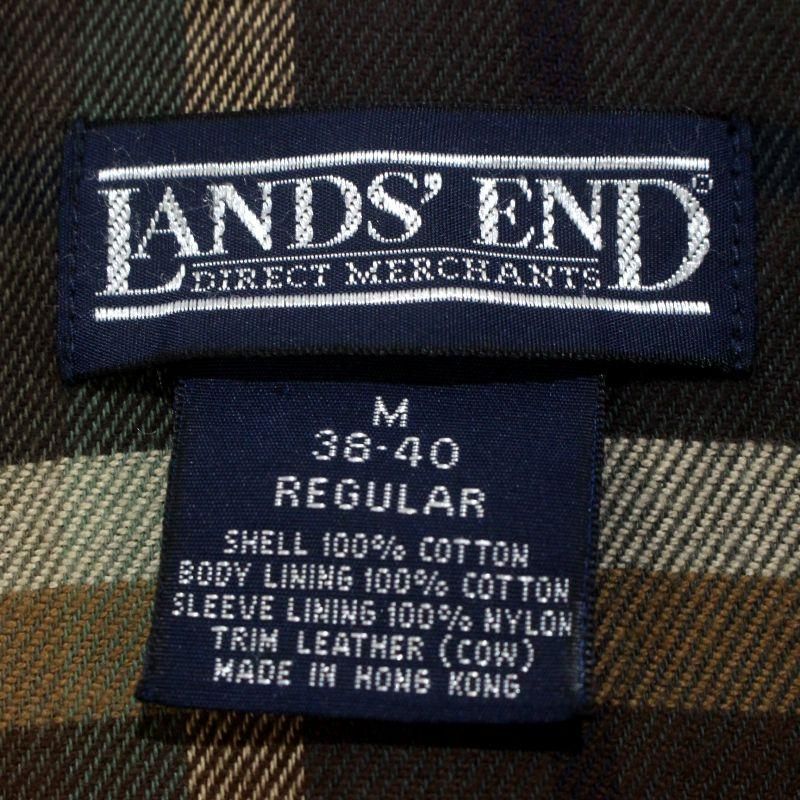 LANDS' END
DIRECT MERCHANTS
M
38-40
REGULAR
SHELL 100% COTTON
BODY LINING 100% COTTON
SLEEVE LINING 100% NYLON
TRIM LEATHER (COW)
MADE IN HONG KONG